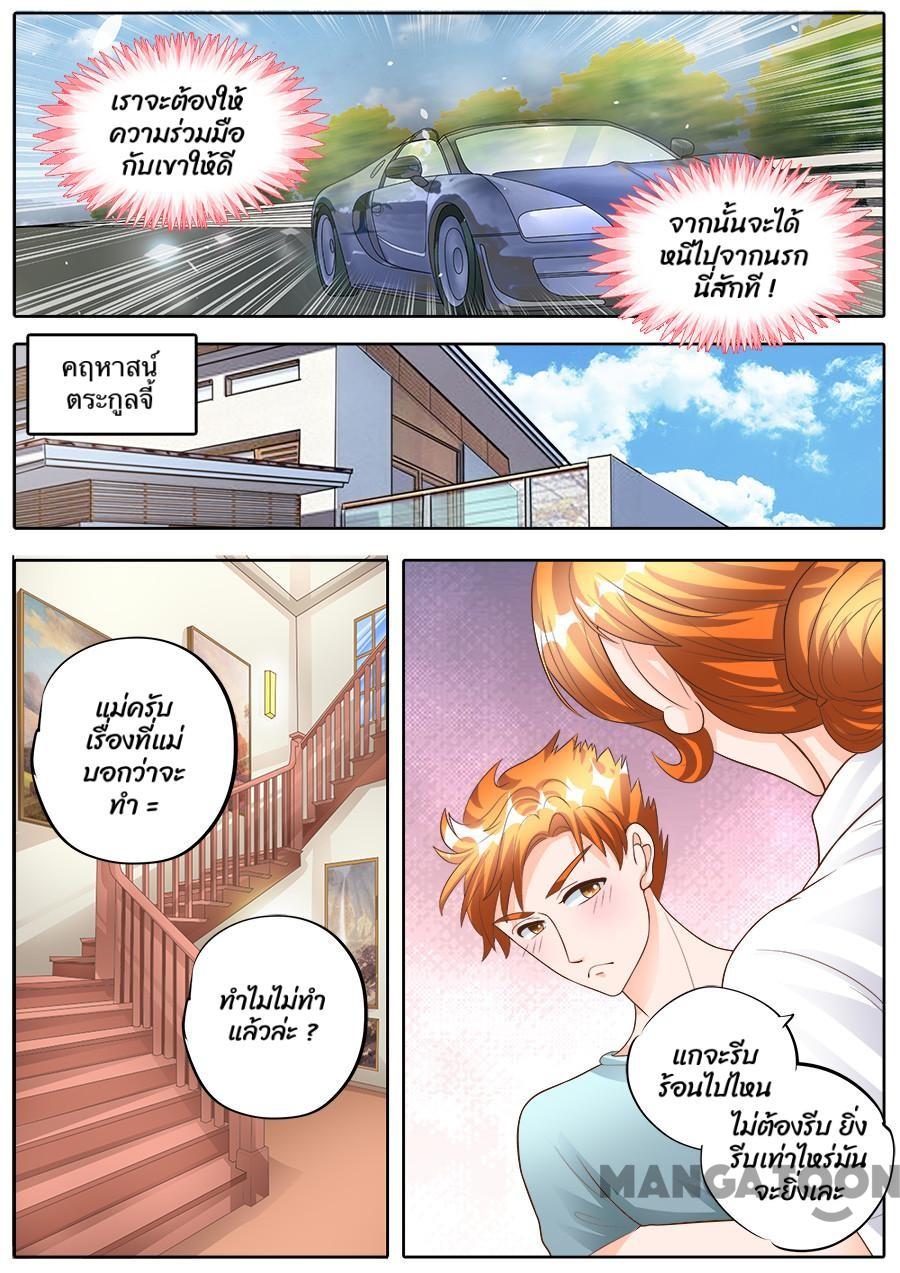 เราจะต้องให้
ความร่วมมือ
กับเขาให้ดี
จากนั้นจะได้
หนีไปจากนรก
นี่สักที !
คฤหาสน์
ตระกูลจี้
แม่ครับ
เรื่องที่แม่
บอกว่าจะ
ทำ =
ทำไมไม่ทำ
แล้วล่ะ ?
แกจะรีบ
ร้อนไปไหน
ไม่ต้องรีบ ยิ่ง
รีบเท่าไหร่มัน
จะยิ่งเละ
MANGATOON